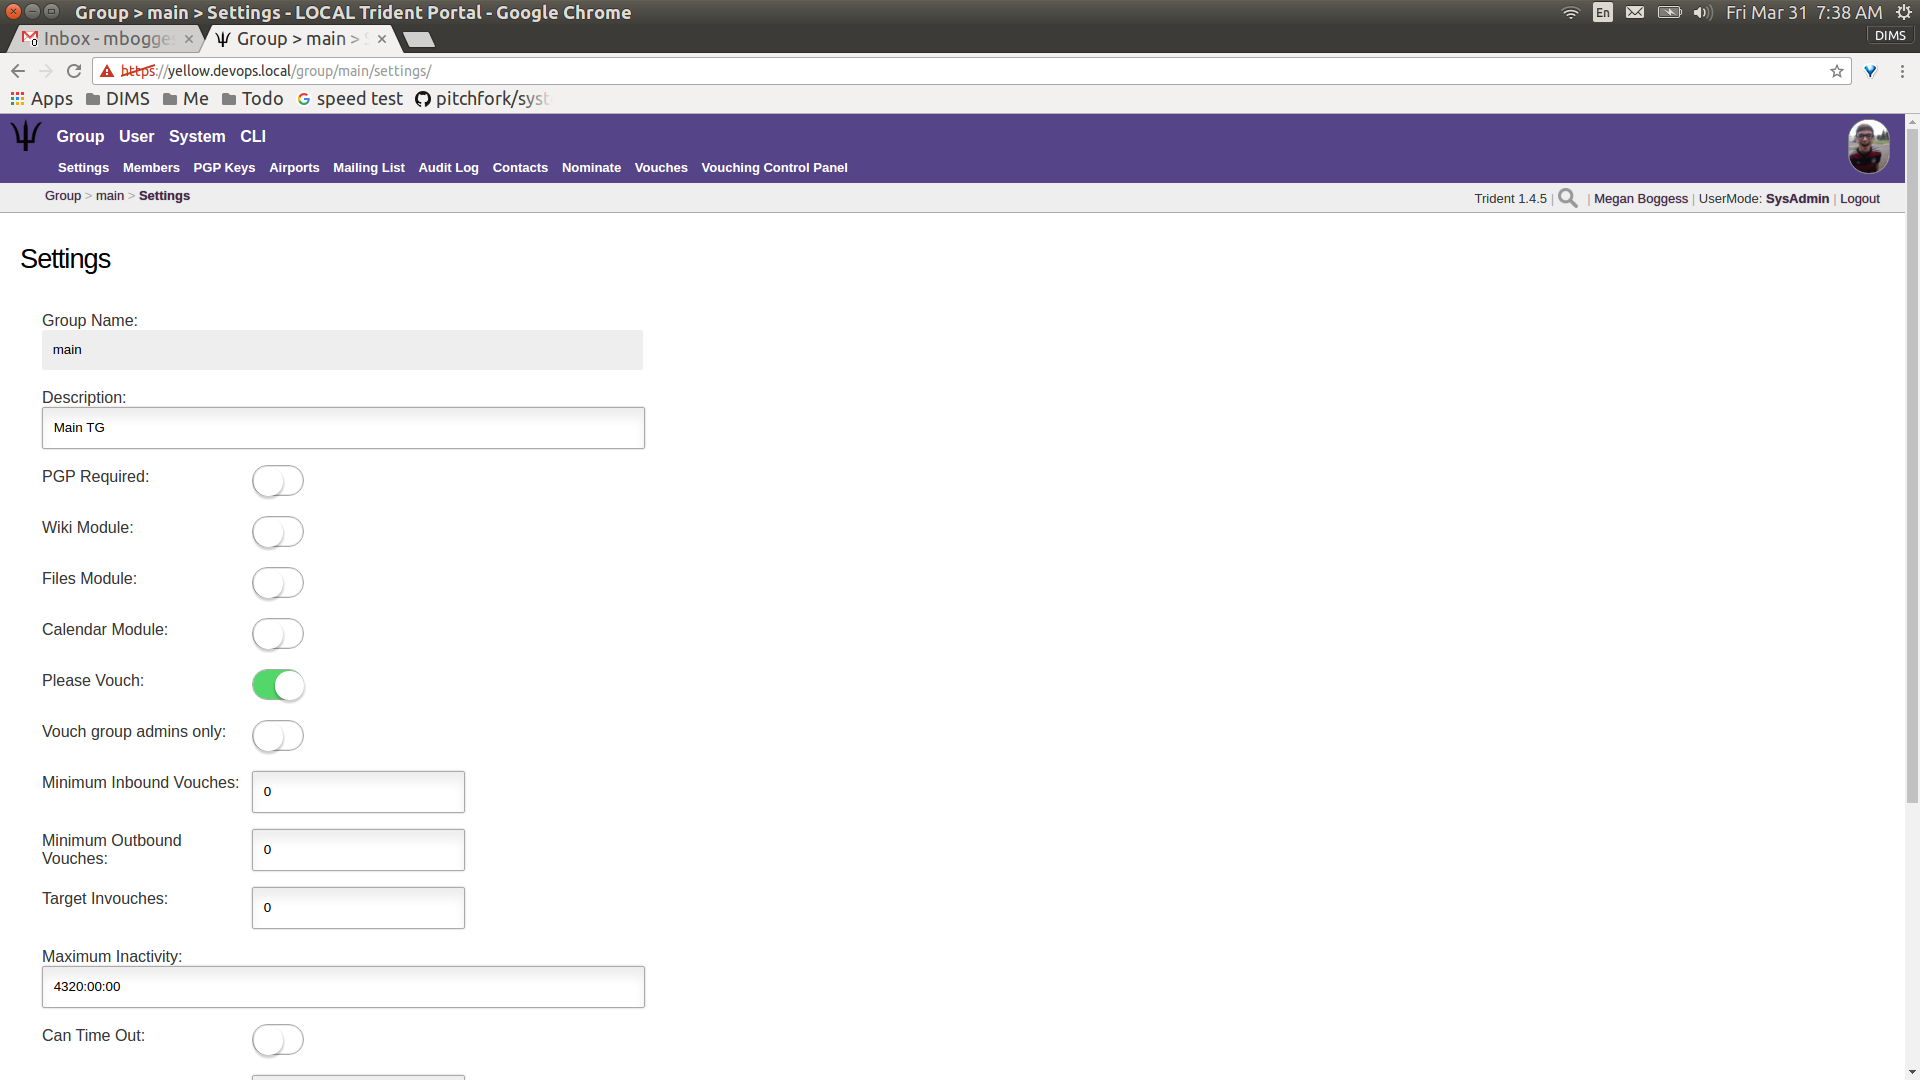 Group > main > Settings - LOCAL Trident Portal - Google Chrome
En
Fri Mar 31 7:38 AM
Inbox - mbogges
Group > main >
DIMS
https://yellow.devops.local/group/main/settings/
Apps DIMS Me Todo speed test pitchfork/syst
Group User System CLI
Settings Members PGP Keys Airports Mailing List Audit Log Contacts Nominate Vouches Vouching Control Panel
Group > main > Settings
Trident 1.4.5 | | Megan Boggess | UserMode: SysAdmin | Logout
Settings
Group Name:
main
Description:
Main TG
PGP Required:
Wiki Module:
Files Module:
Calendar Module:
Please Vouch:
Vouch group admins only:
Minimum Inbound Vouches:
0
Minimum Outbound
Vouches:
0
Target Invouches:
0
Maximum Inactivity:
4320:00:00
Can Time Out: